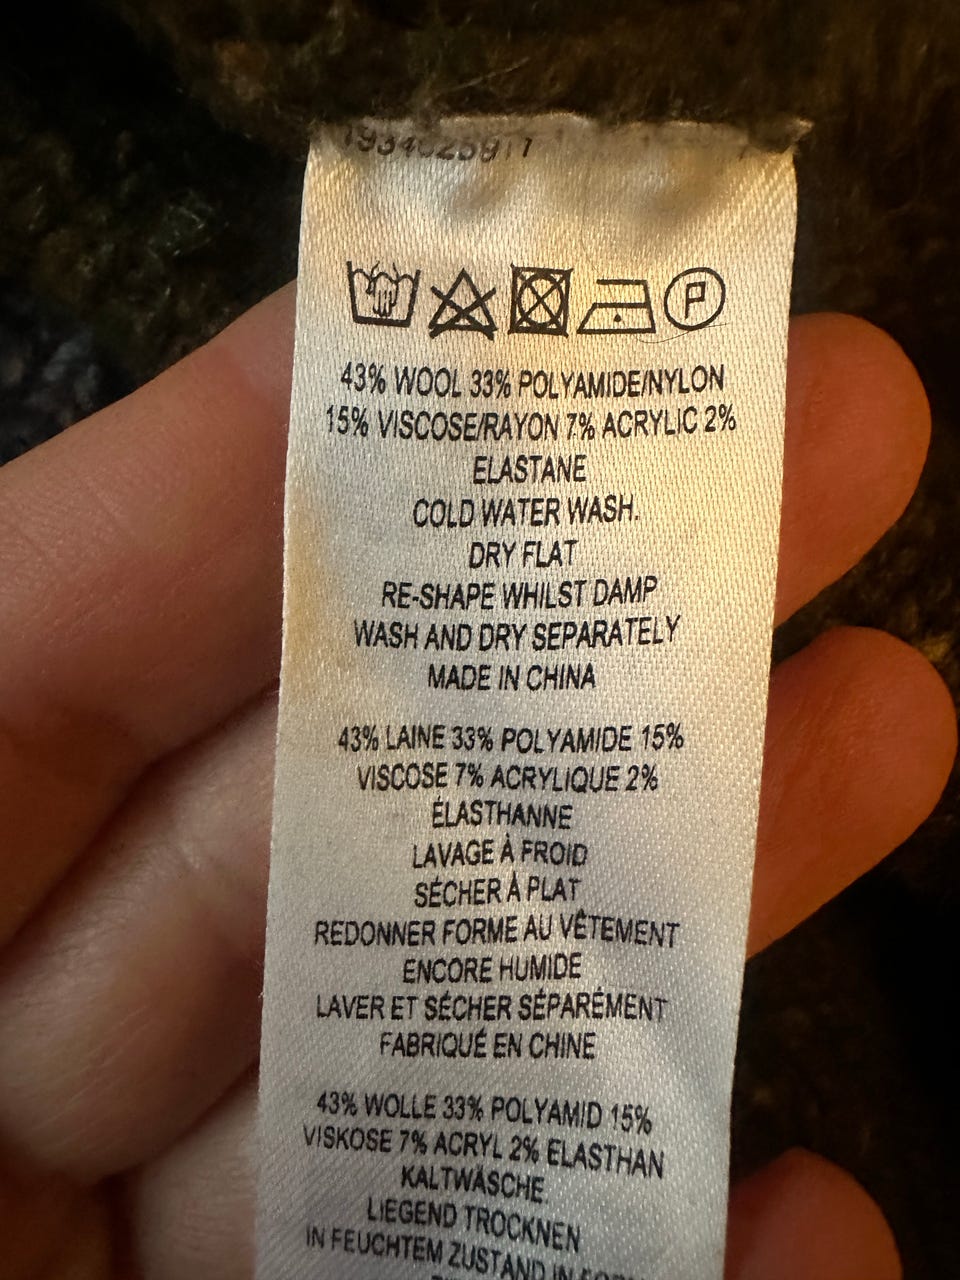 P
43% WOOL 33% POLYAMIDE/NYLON
15% VISCOSE/RAYON 7% ACRYLIC 2%
ELASTANE
COLD WATER WASH.
DRY FLAT
RE-SHAPE WHILST DAMP
WASH AND DRY SEPARATELY
MADE IN CHINA
43% LAINE 33% POLYAMIDE 15%
VISCOSE 7% ACRYLIQUE 2%
ÉLASTHANNE
LAVAGE À FROID
SÉCHER À PLAT
REDONNER FORME AU VÊTEMENT
ENCORE HUMIDE
LAVER ET SÉCHER SÉPARÉMENT
FABRIQUÉ EN CHINE
43% WOLLE 33% POLYAMID 15%
VISKOSE 7% ACRYL 2% ELASTHAN
KALTWÄSCHE
LIEGEND TROCKNEN
IN FEUCHTEM ZUSTAND IN